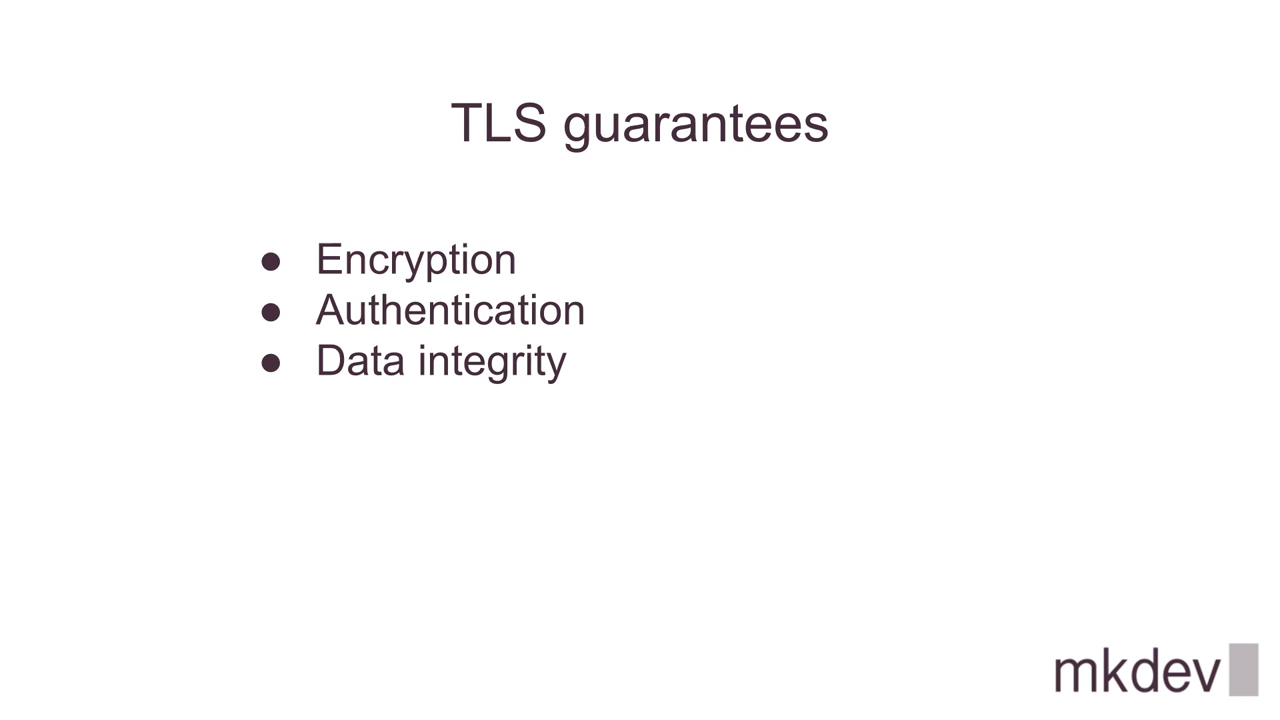 TLS guarantees
● Encryption
● Authentication
● Data integrity
mkdev